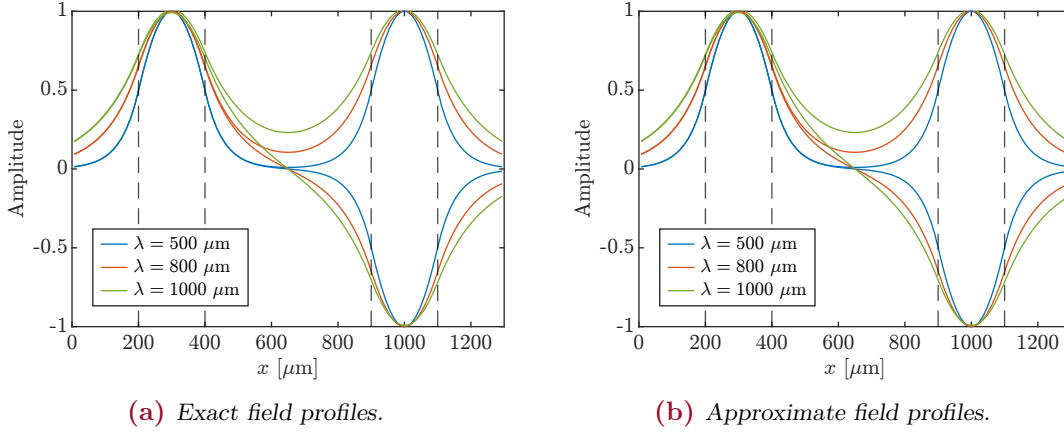 1
0.5
0
-0.5
-1
Amplitude
λ = 500 μm
λ = 800 μm
λ = 1000 μm
0 200 400 600 800 1000 1200
x [μm]
(a) Exact field profiles.
1
0.5
0
-0.5
-1
Amplitude
λ = 500 μm
λ = 800 μm
λ = 1000 μm
0 200 400 600 800 1000 1200
x [μm]
(b) Approximate field profiles.